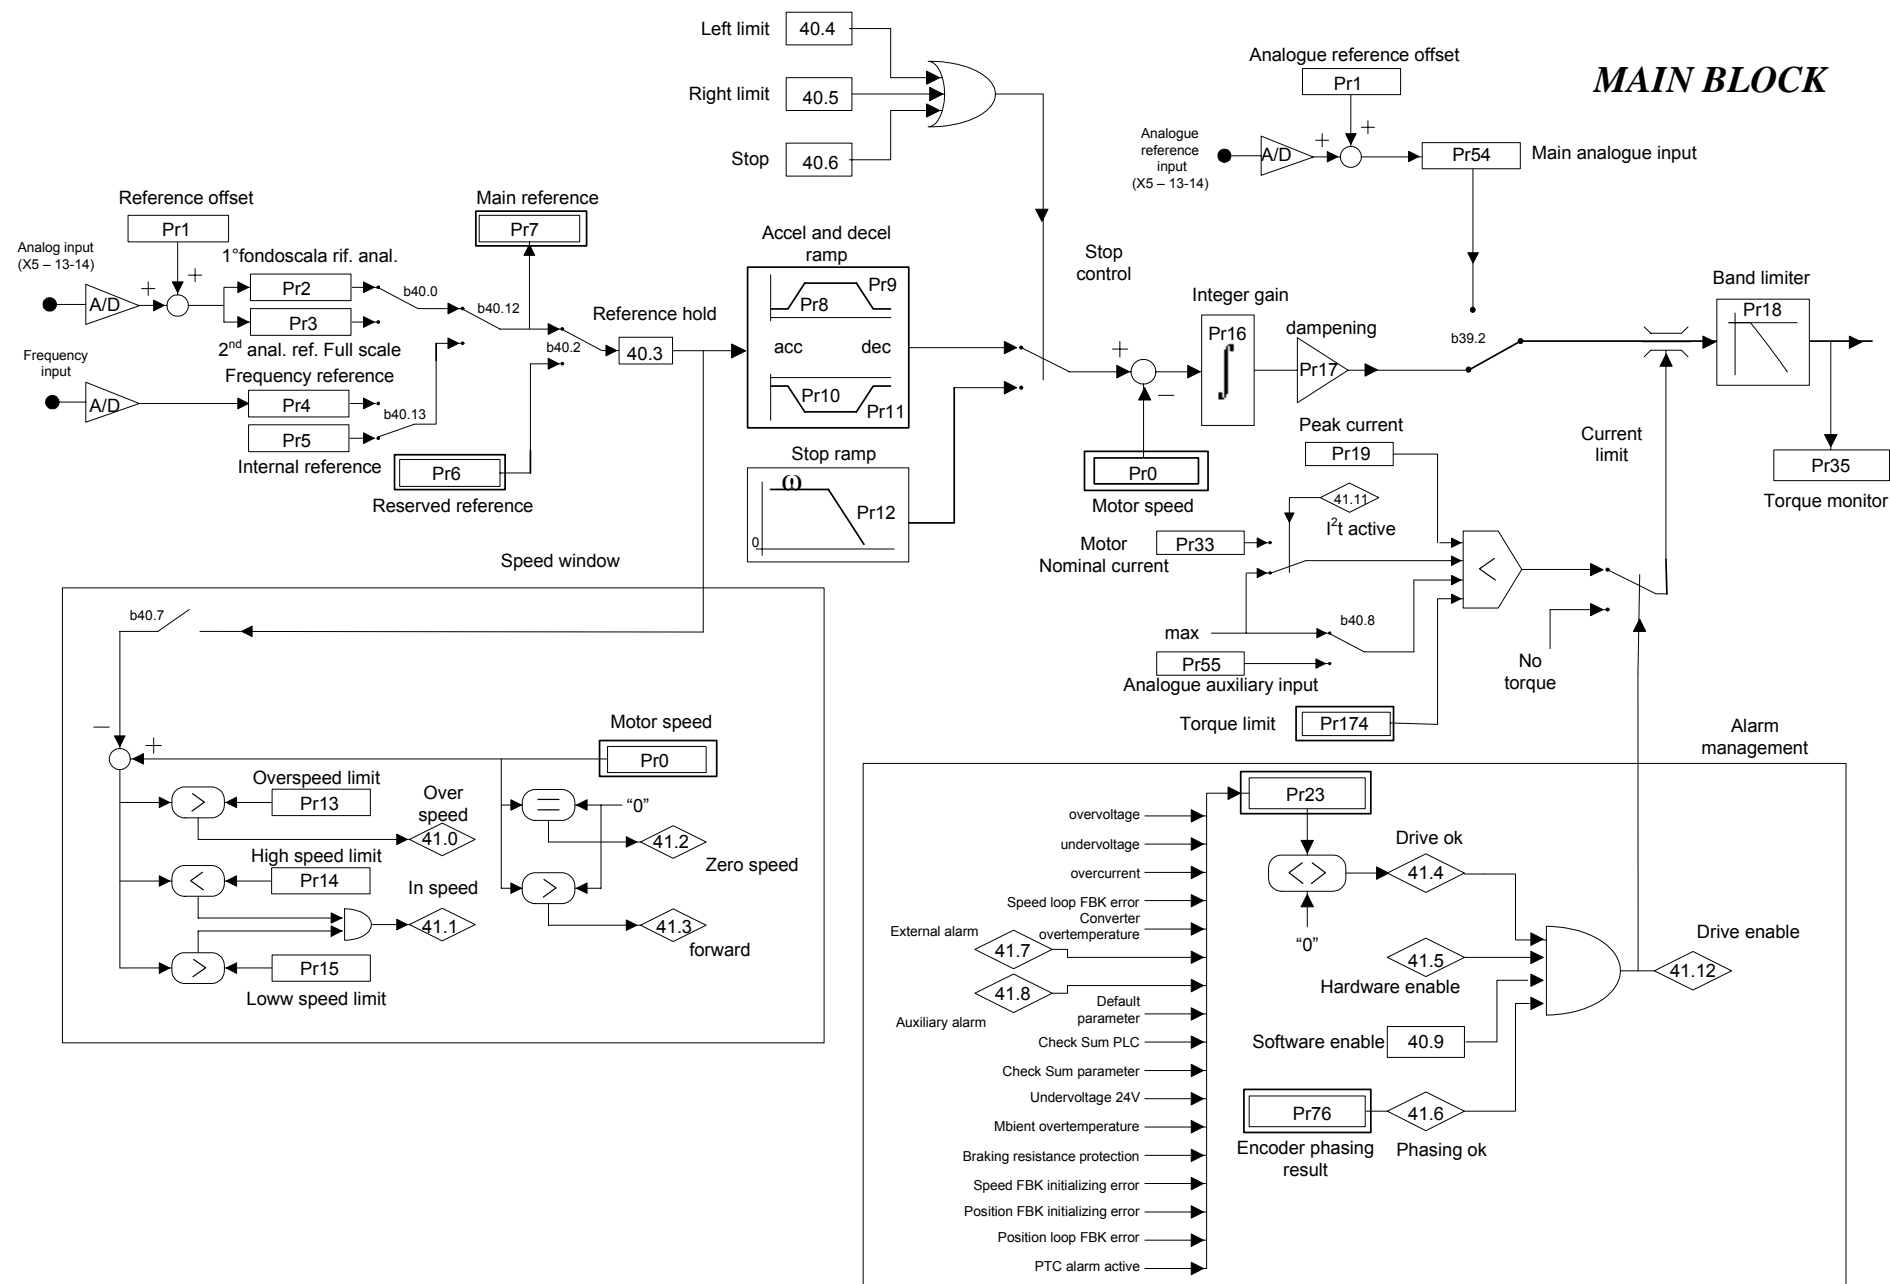 MAIN BLOCK
Left limit
40.4
Right limit
40.5
Stop
40.6
Analogue reference offset
Pr1
+
+
Analogue
reference
input
(X5 – 13-14)
A/D
Pr54
Main analogue input
Reference offset
Pr1
Analog input
(X5 – 13-14)
A/D
+
+
1°fondoscala rif. anal.
Pr2
Pr3
2nd anal. ref. Full scale
b40.0
b40.12
Main reference
Pr7
b40.2
Reference hold
40.3
Frequency
input
A/D
Frequency reference
Pr4
b40.13
Pr5
Internal reference
Pr6
Reserved reference
Accel and decel
ramp
Pr9
Pr8
acc
dec
Pr10
Pr11
Stop ramp
ω
Pr12
0
Stop
control
+
—
Pr0
Motor speed
Integer gain
Pr16
∫
dampening
Pr17
b39.2
Band limiter
Pr18
Current
limit
Pr35
Torque monitor
Peak current
Pr19
41.11
I2t active
Motor
Nominal current
Pr33
<
max
b40.8
Pr55
Analogue auxiliary input
Torque limit
Pr174
No
torque
Speed window
b40.7
—
+
Motor speed
Pr0
Overspeed limit
Pr13
>
Over
speed
41.0
High speed limit
Pr14
<
In speed
41.1
Pr15
>
Loww speed limit
=
“0”
41.2
Zero speed
>
41.3
forward
Alarm
management
Pr23
< >
“0”
Drive ok
41.4
41.5
Hardware enable
Software enable
40.9
Pr76
Encoder phasing
result
41.6
Phasing ok
Drive enable
41.12
overvoltage
undervoltage
overcurrent
Speed loop FBK error
Converter
overtemperature
External alarm
41.7
41.8
Auxiliary alarm
Default
parameter
Check Sum PLC
Check Sum parameter
Undervoltage 24V
Mbient overtemperature
Braking resistance protection
Speed FBK initializing error
Position FBK initializing error
Position loop FBK error
PTC alarm active